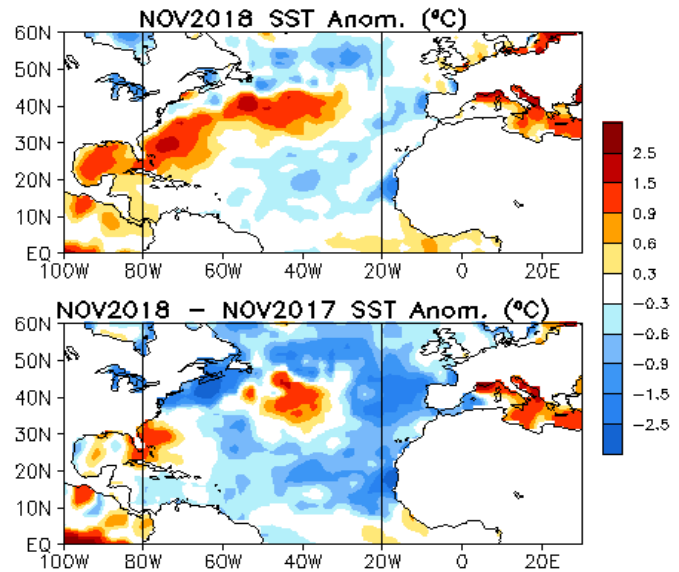 NOV2018 SST Anom. (°C)
60N
50N
40N
30N
20N
10N
EQ
100W 80W 60W 40W 20W 0 20E
NOV2018 – NOV2017 SST Anom. (°C)
60N
50N
40N
30N
20N
10N
EQ
100W 80W 60W 40W 20W 0 20E
2.5
1.5
0.9
0.6
0.3
−0.3
−0.6
−0.9
−1.5
−2.5